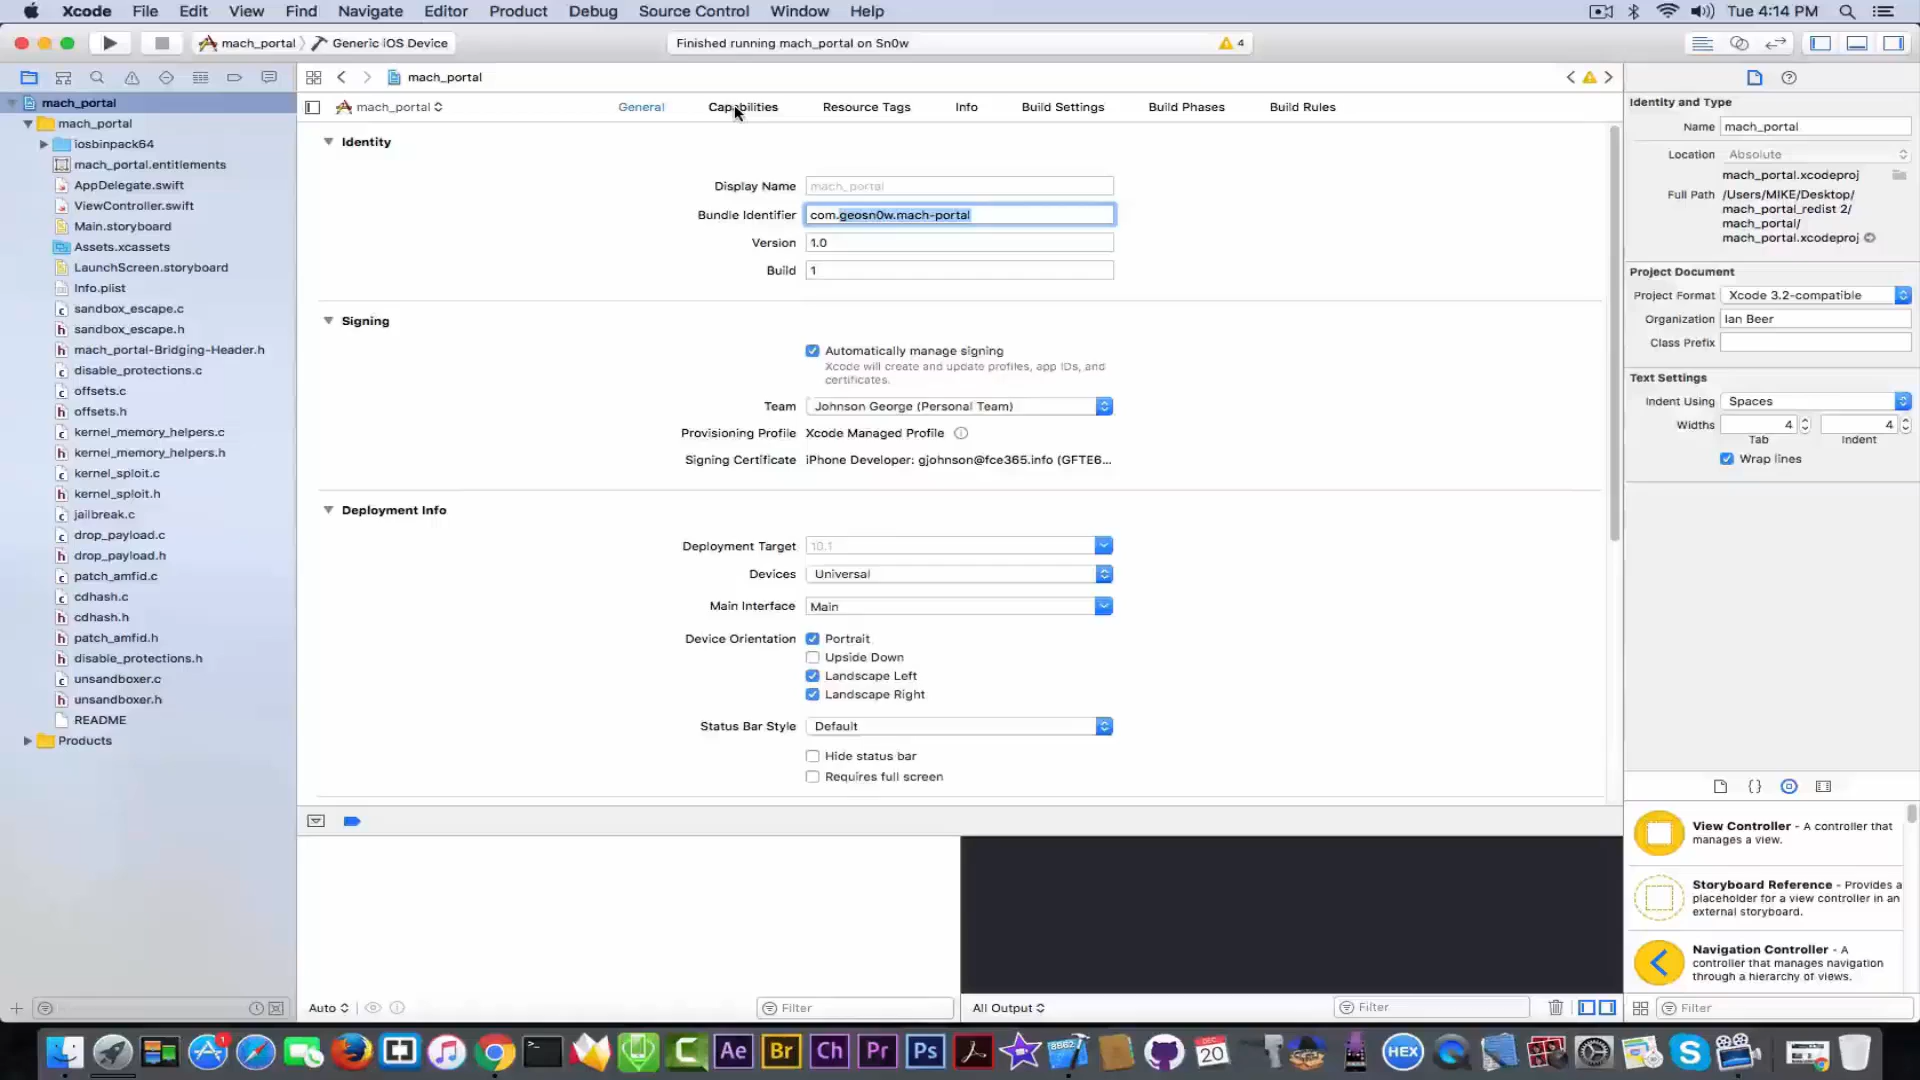 Xcode File Edit View Find Navigate Editor Product Debug Source Control Window Help Tue 4:14 PM
mach_portal Generic iOS Device Finished running mach_portal on Sn0w 4
mach_portal
mach_portal General Capabilities Resource Tags Info Build Settings Build Phases Build Rules
mach_portal
mach_portal
iosbinpack64
mach_portal.entitlements
AppDelegate.swift
ViewController.swift
Main.storyboard
Assets.xcassets
LaunchScreen.storyboard
Info.plist
sandbox_escape.c
sandbox_escape.h
mach_portal-Bridging-Header.h
disable_protections.c
offsets.c
offsets.h
kernel_memory_helpers.c
kernel_memory_helpers.h
kernel_sploit.c
kernel_sploit.h
jailbreak.c
drop_payload.c
drop_payload.h
patch_amfid.c
cdhash.c
cdhash.h
patch_amfid.h
disable_protections.h
unsandboxer.c
unsandboxer.h
README
Products
Identity
Display Name mach_portal
Bundle Identifier com.geosn0w.mach-portal
Version 1.0
Build 1
Signing
Automatically manage signing
Xcode will create and update profiles, app IDs, and
certificates.
Team Johnson George (Personal Team)
Provisioning Profile Xcode Managed Profile
Signing Certificate iPhone Developer: gjohnson@fce365.info (GFTE6...
Deployment Info
Deployment Target 10.1
Devices Universal
Main Interface Main
Device Orientation Portrait
Upside Down
Landscape Left
Landscape Right
Status Bar Style Default
Hide status bar
Requires full screen
Auto Filter
All Output Filter
Identity and Type
Name mach_portal
Location Absolute
mach_portal.xcodeproj
Full Path /Users/MIKE/Desktop/
mach_portal_redist 2/
mach_portal/
mach_portal.xcodeproj
Project Document
Project Format Xcode 3.2-compatible
Organization Ian Beer
Class Prefix
Text Settings
Indent Using Spaces
Widths 4 4
Tab Indent
Wrap lines
View Controller - A controller that
manages a view.
Storyboard Reference - Provides a
placeholder for a view controller in an
external storyboard.
Navigation Controller - A
controller that manages navigation
through a hierarchy of views.
Filter
1 Ae Br Ch Pr Ps 8B62 DEC 20 HEX